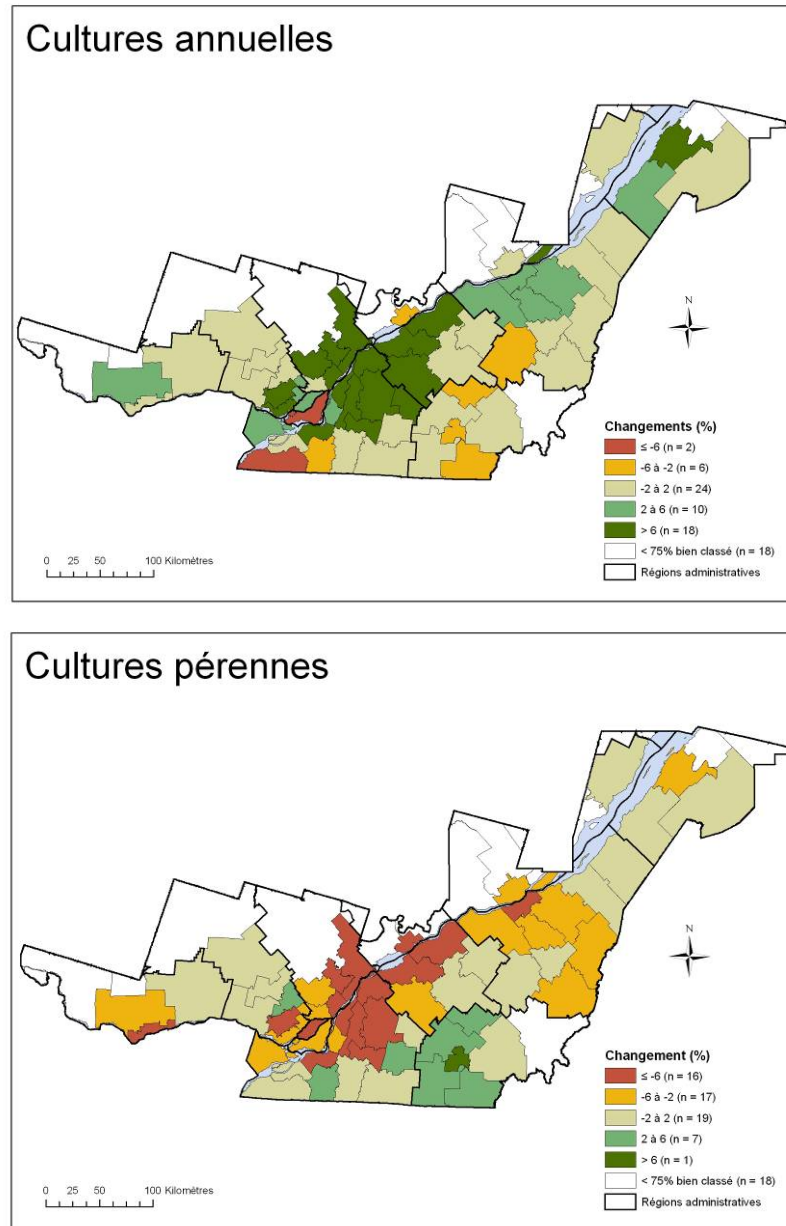 Cultures annuelles
N
Changements (%)
≤ -6 (n = 2)
-6 à -2 (n = 6)
-2 à 2 (n = 24)
2 à 6 (n = 10)
> 6 (n = 18)
< 75% bien classé (n = 18)
Régions administratives
0 25 50 100 Kilomètres
Cultures pérennes
N
Changement (%)
≤ -6 (n = 16)
-6 à -2 (n = 17)
-2 à 2 (n = 19)
2 à 6 (n = 7)
> 6 (n = 1)
< 75% bien classé (n = 18)
Régions administratives
0 25 50 100 Kilomètres